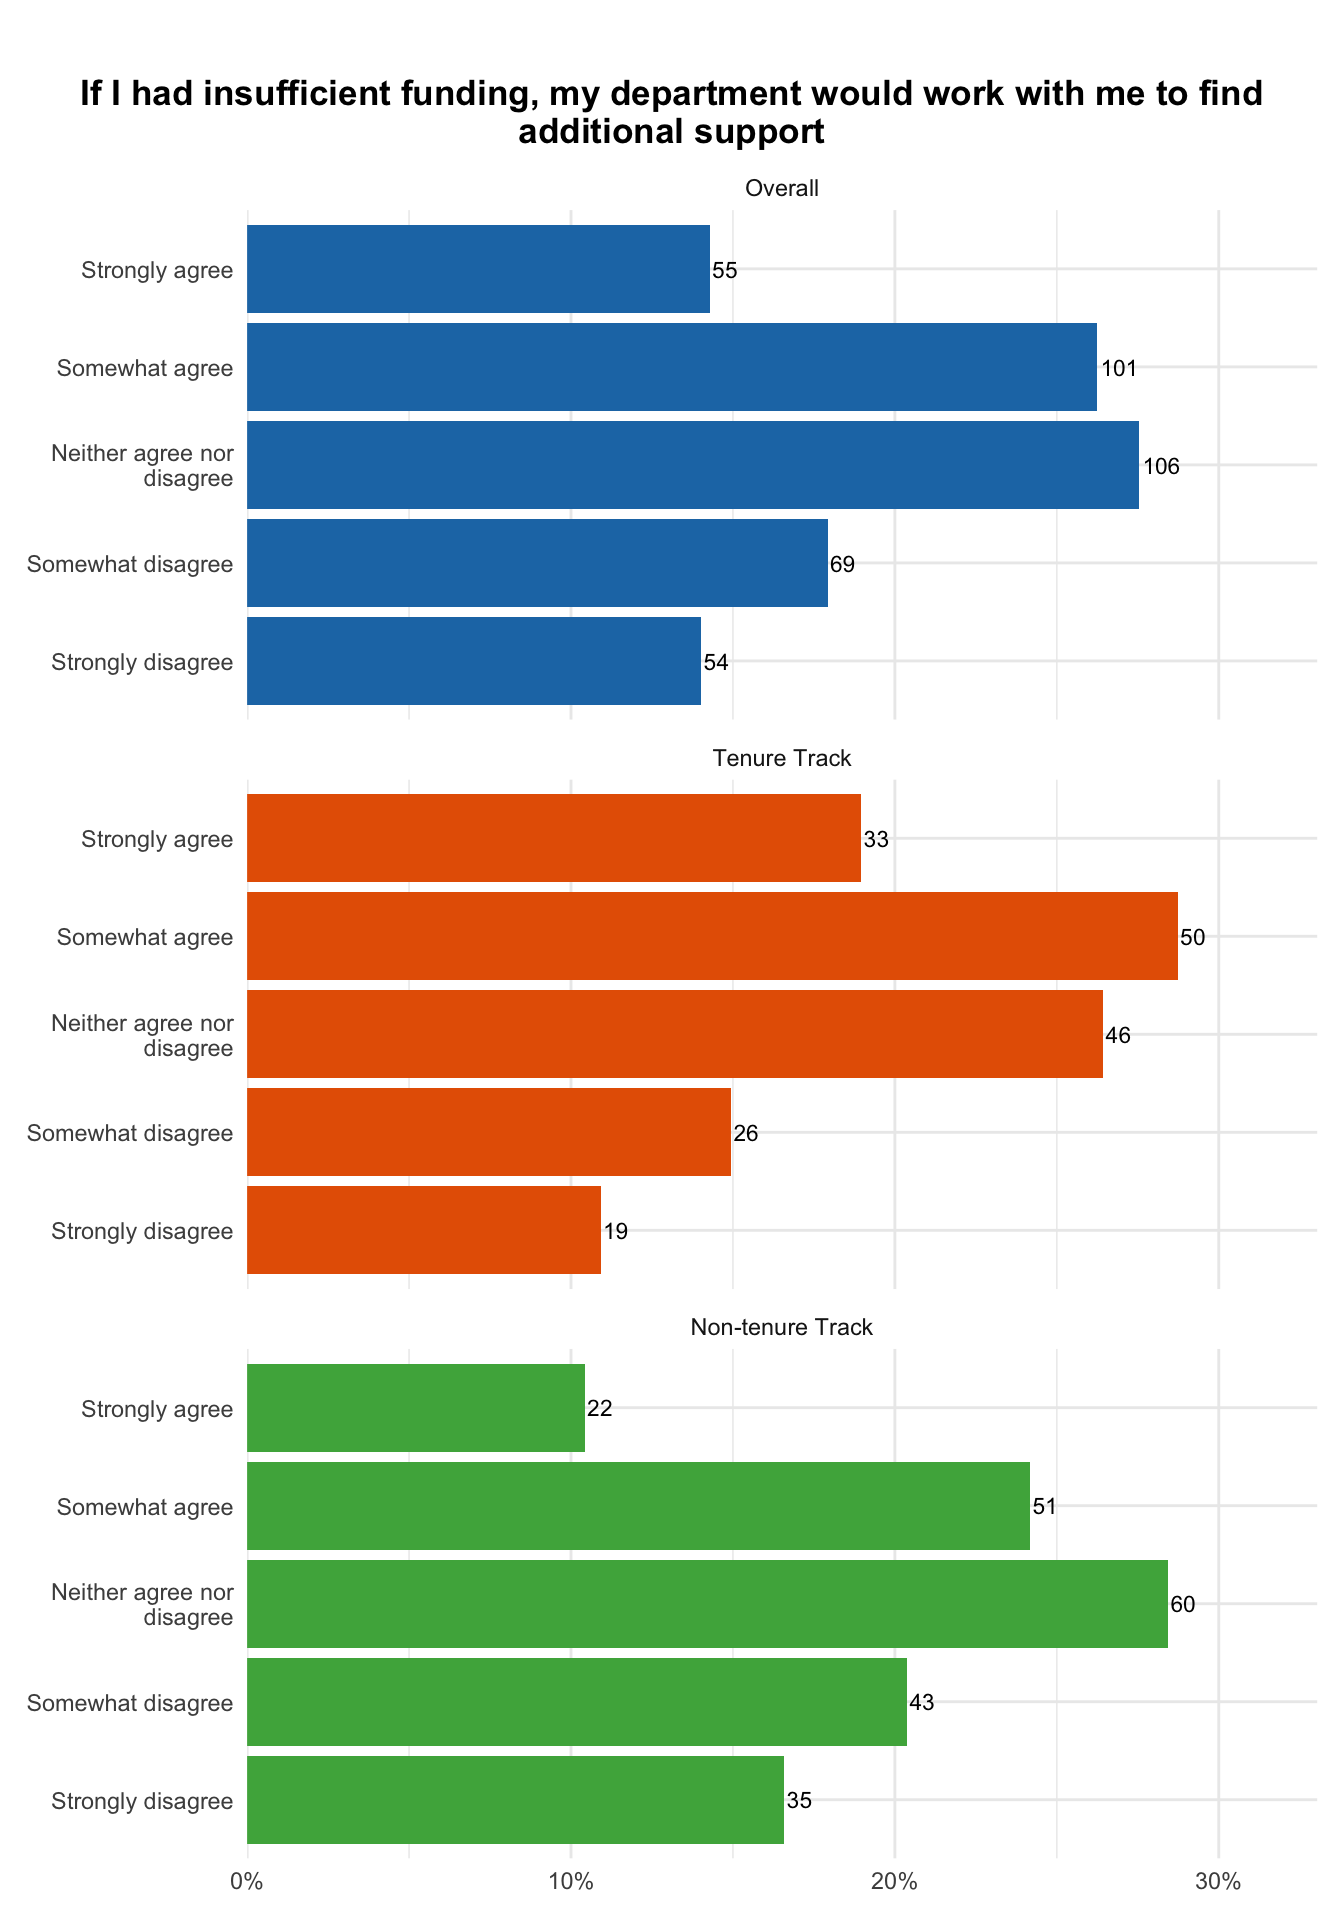 If I had insufficient funding, my department would work with me to find
additional support
Overall
Strongly agree
55
Somewhat agree
101
Neither agree nor
disagree
106
Somewhat disagree
69
Strongly disagree
54
Tenure Track
Strongly agree
33
Somewhat agree
50
Neither agree nor
disagree
46
Somewhat disagree
26
Strongly disagree
19
Non-tenure Track
Strongly agree
22
Somewhat agree
51
Neither agree nor
disagree
60
Somewhat disagree
43
Strongly disagree
35
0%
10%
20%
30%